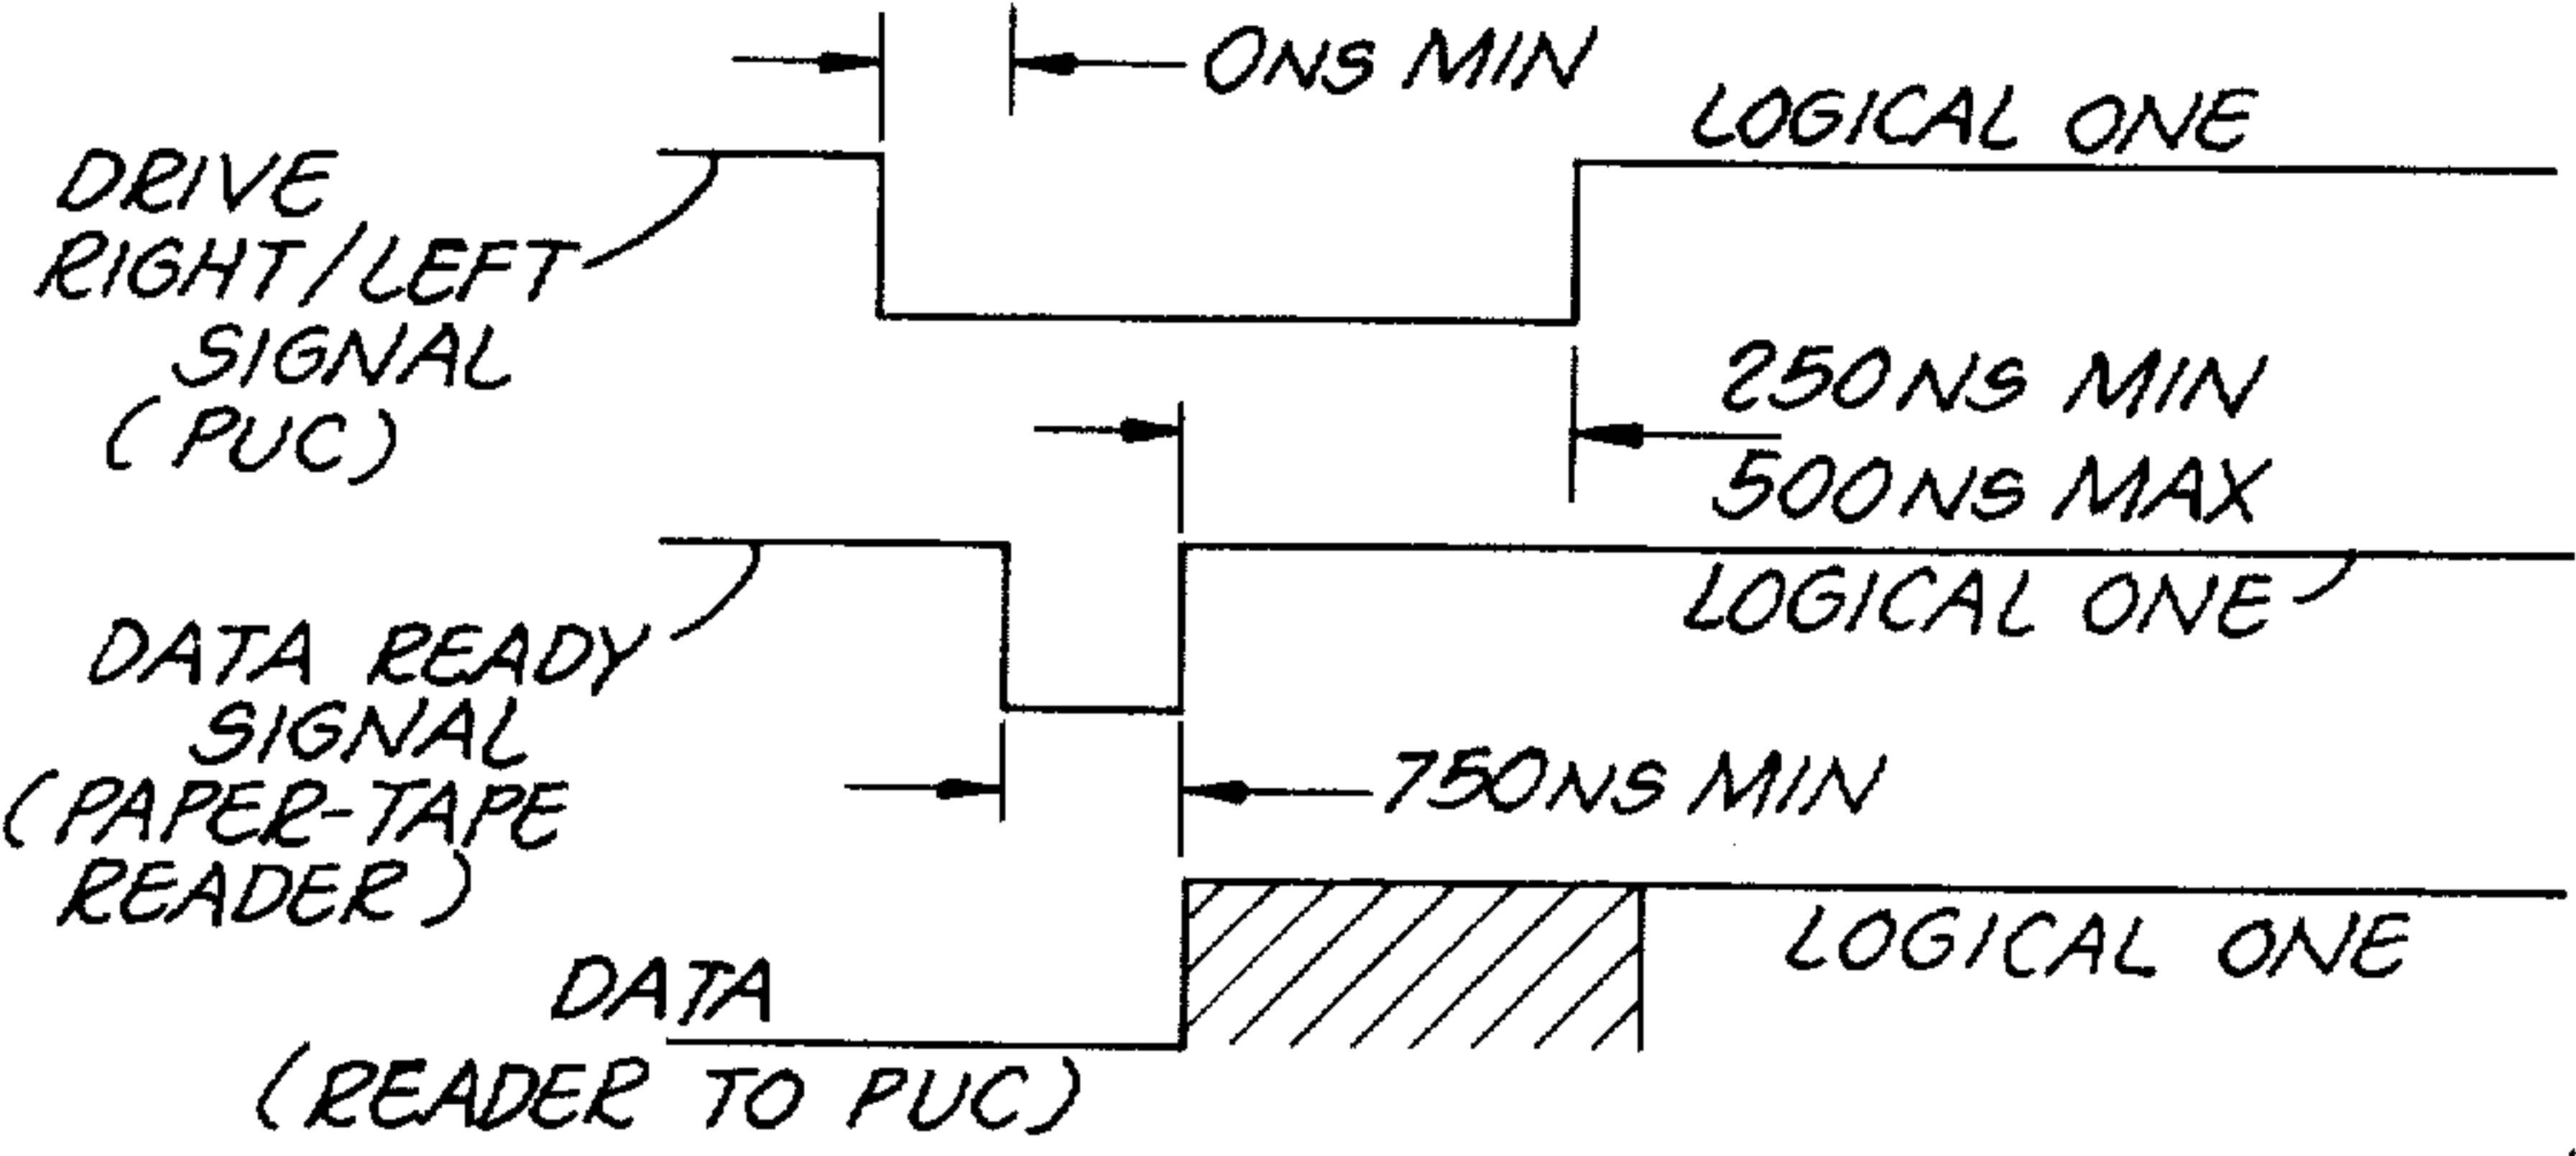 0NS MIN
LOGICAL ONE
DRIVE
RIGHT/LEFT
SIGNAL
(PUC)
250NS MIN
500NS MAX
LOGICAL ONE
DATA READY
SIGNAL
(PAPER-TAPE
READER)
750NS MIN
LOGICAL ONE
DATA
(READER TO PUC)